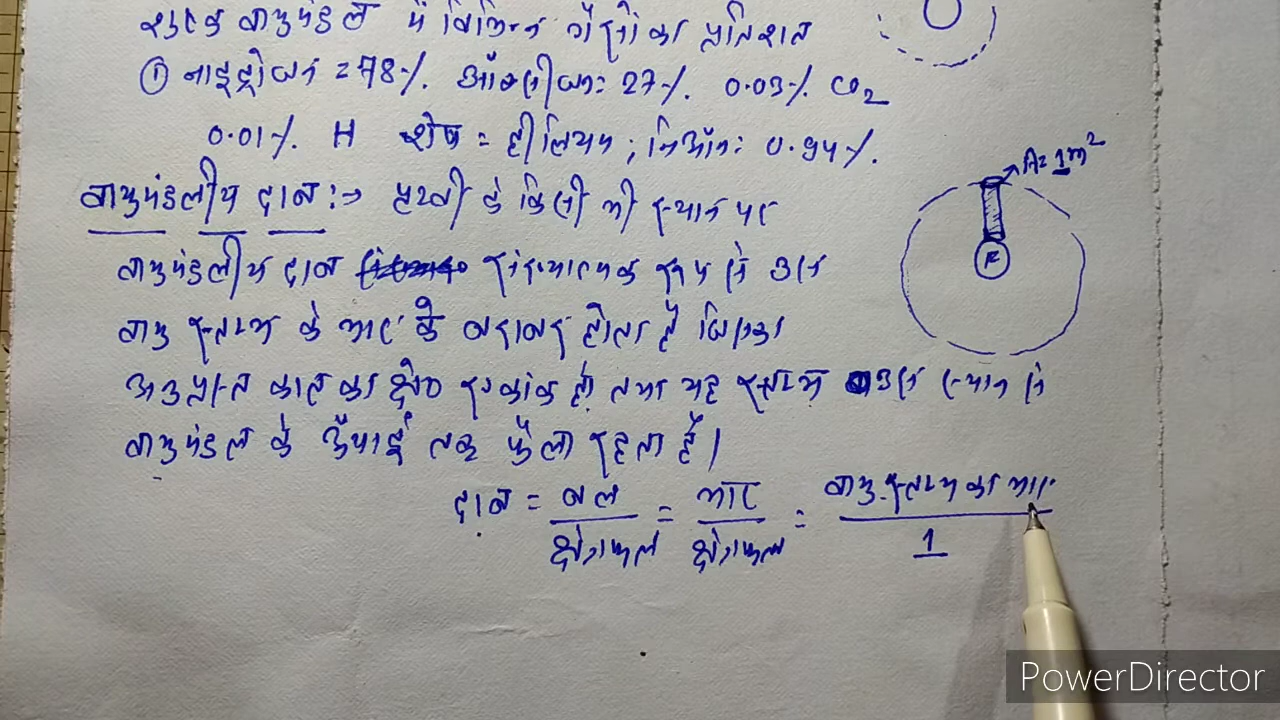 शुष्क वायुमंडल में विभिन्न गैसों का प्रतिशत
① नाइट्रोजन = 78%. ऑक्सीजन: 27%. 0.03%. CO2
0.01%. H शेष = हीलियम ; निऑन: 0.94%.
A= 1m²
वायुमंडलीय दाब :→ पृथ्वी के किसी भी स्थान पर
वायुमंडलीय दाब संख्यात्मक रूप से उस
R
वायु स्तम्भ के भार के बराबर होता है जिसका
अनुप्रस्थ काट का क्षेत्र एकांक हो तथा यह स्तम्भ उस स्थान से
वायुमंडल के ऊँचाई तक फैला रहता है।
दाब = बल / क्षेत्रफल = भार / क्षेत्रफल = वायु स्तम्भ का भार / 1
PowerDirector